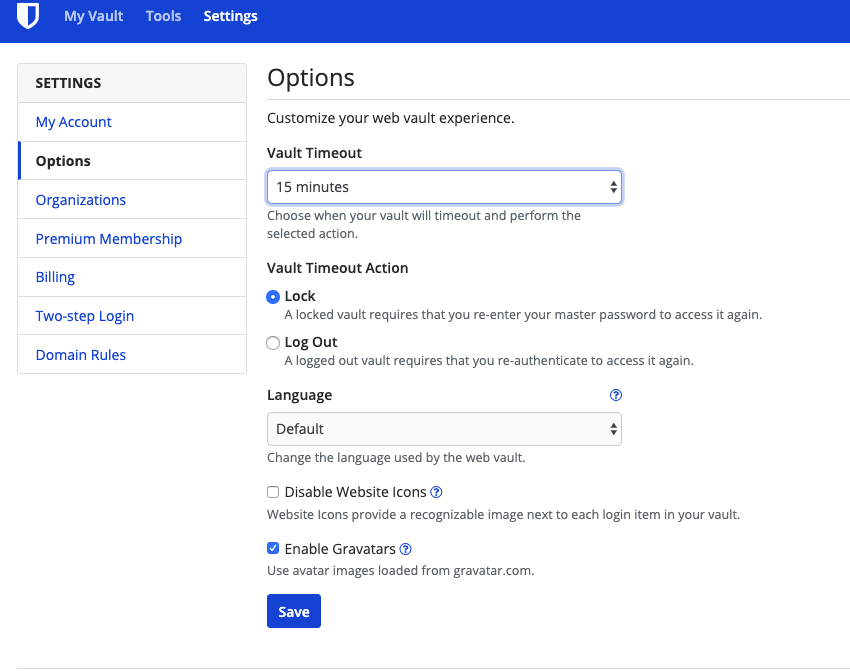 My Vault Tools Settings
SETTINGS
My Account
Options
Organizations
Premium Membership
Billing
Two-step Login
Domain Rules
Options
Customize your web vault experience.
Vault Timeout
15 minutes
Choose when your vault will timeout and perform the
selected action.
Vault Timeout Action
Lock
A locked vault requires that you re-enter your master password to access it again.
Log Out
A logged out vault requires that you re-authenticate to access it again.
Language
Default
Change the language used by the web vault.
Disable Website Icons
Website Icons provide a recognizable image next to each login item in your vault.
Enable Gravatars
Use avatar images loaded from gravatar.com.
Save